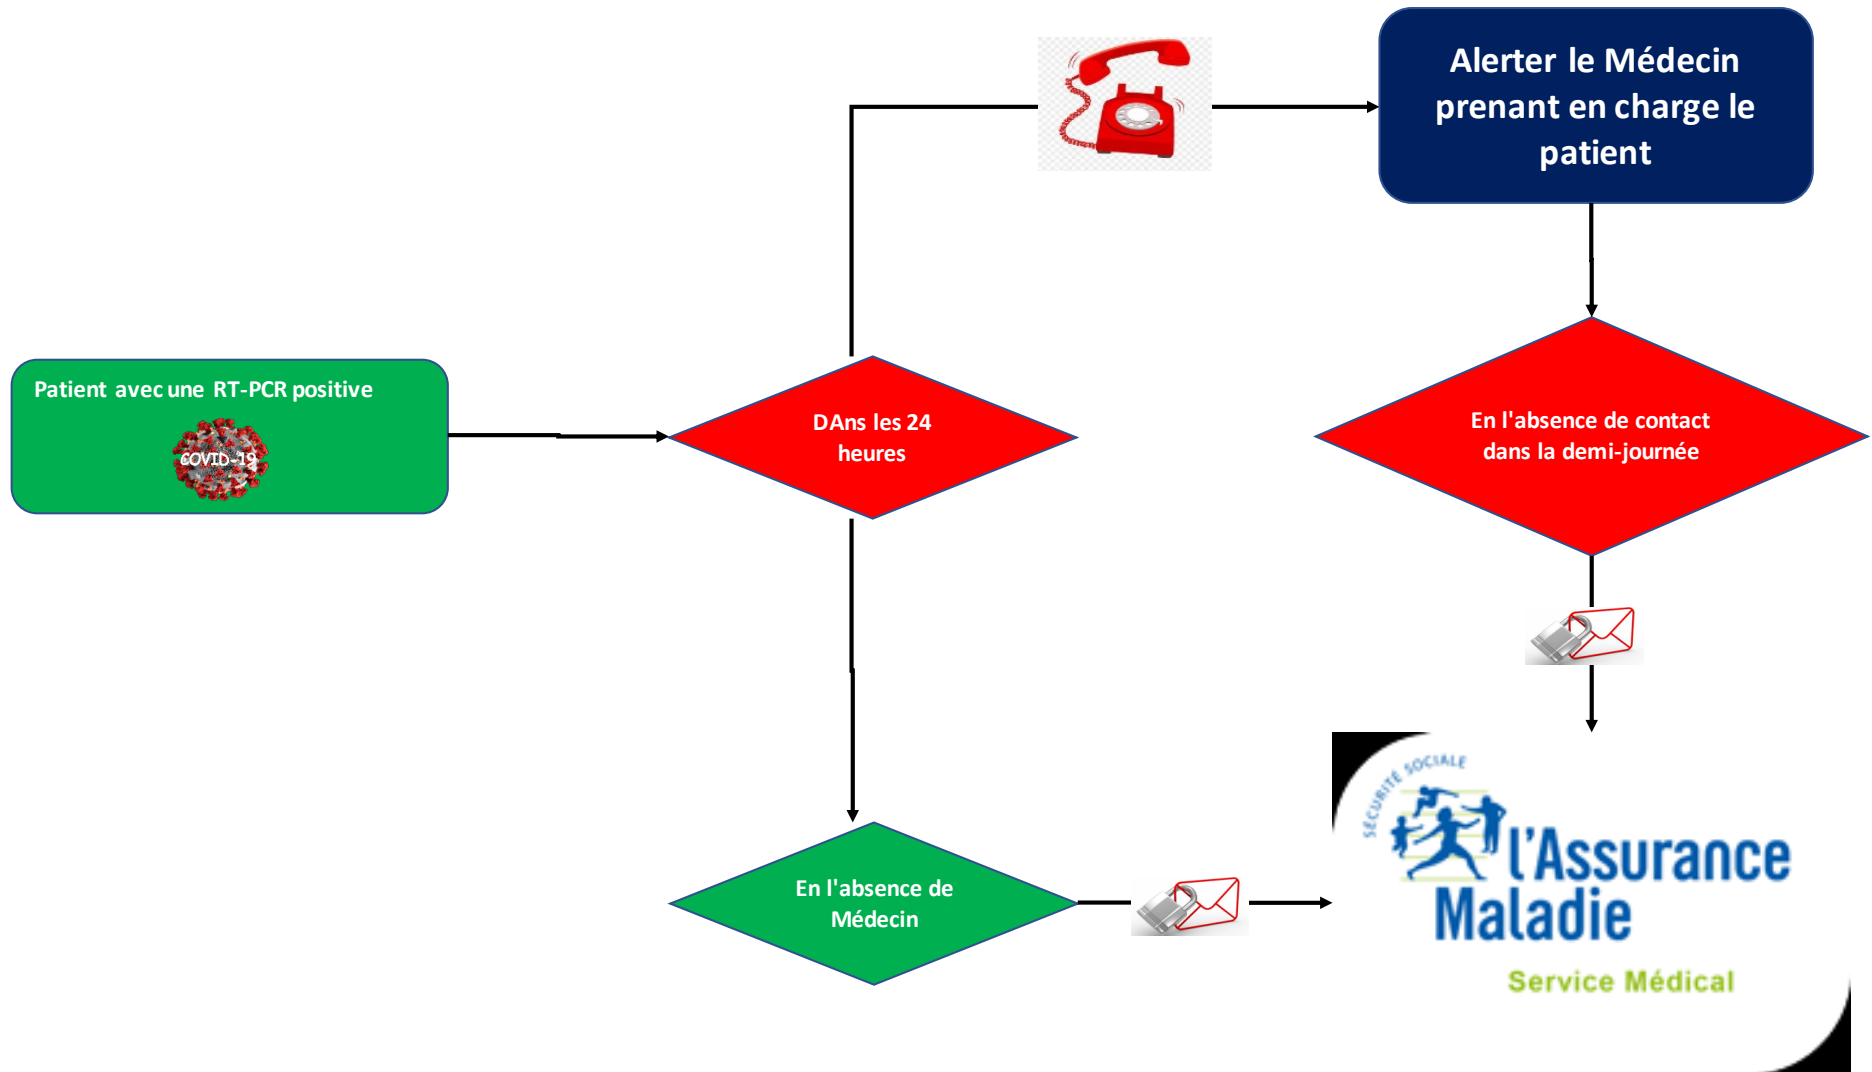 Alerter le Médecin
prenant en charge le
patient
Patient avec une RT-PCR positive
COVID-19
DAns les 24
heures
En l'absence de contact
dans la demi-journée
En l'absence de
Médecin
SÉCURITÉ SOCIALE
l'Assurance
Maladie
Service Médical